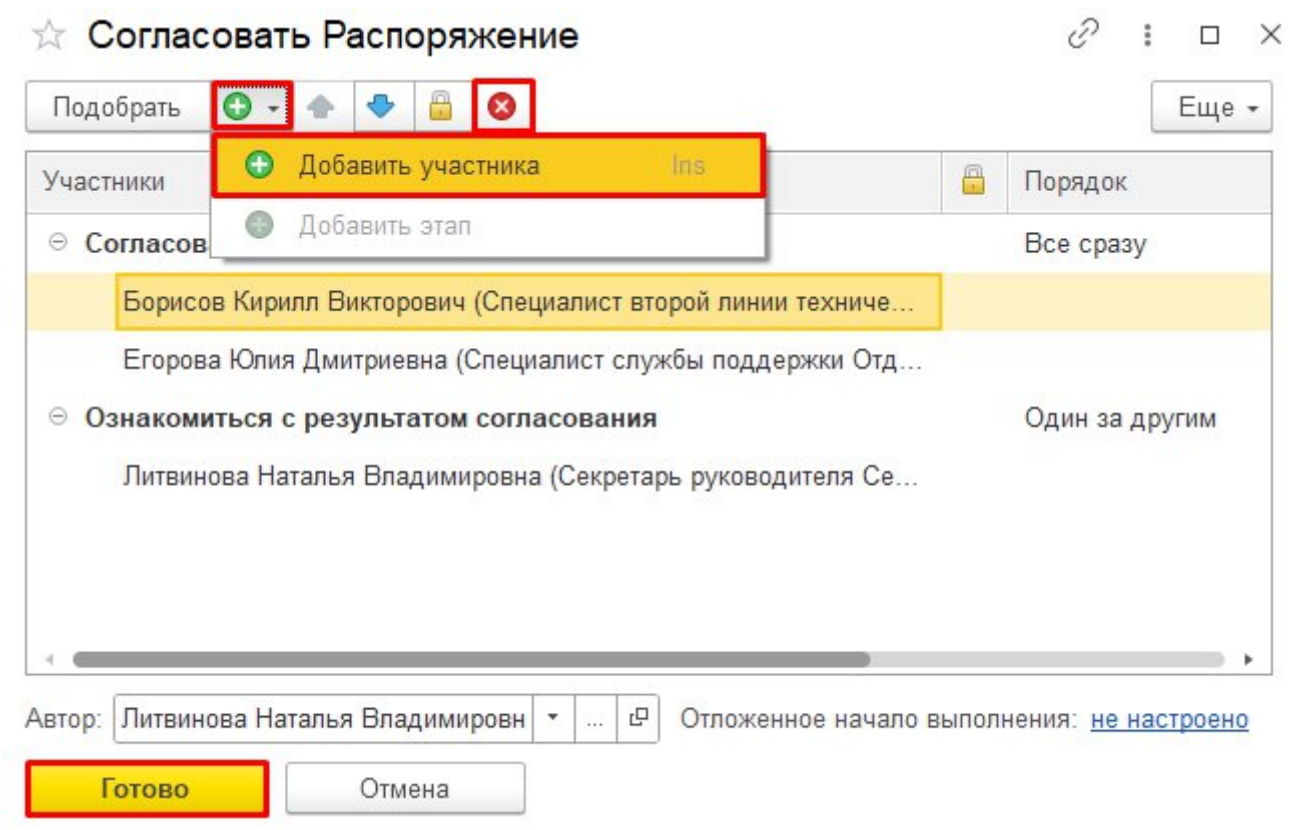 Согласовать Распоряжение
Подобрать
Еще
Добавить участника Ins
Добавить этап
Участники
Порядок
Согласов
Все сразу
Борисов Кирилл Викторович (Специалист второй линии техниче...
Егорова Юлия Дмитриевна (Специалист службы поддержки Отд...
Ознакомиться с результатом согласования
Один за другим
Литвинова Наталья Владимировна (Секретарь руководителя Се...
Автор: Литвинова Наталья Владимировн ... Отложенное начало выполнения: не настроено
Готово
Отмена